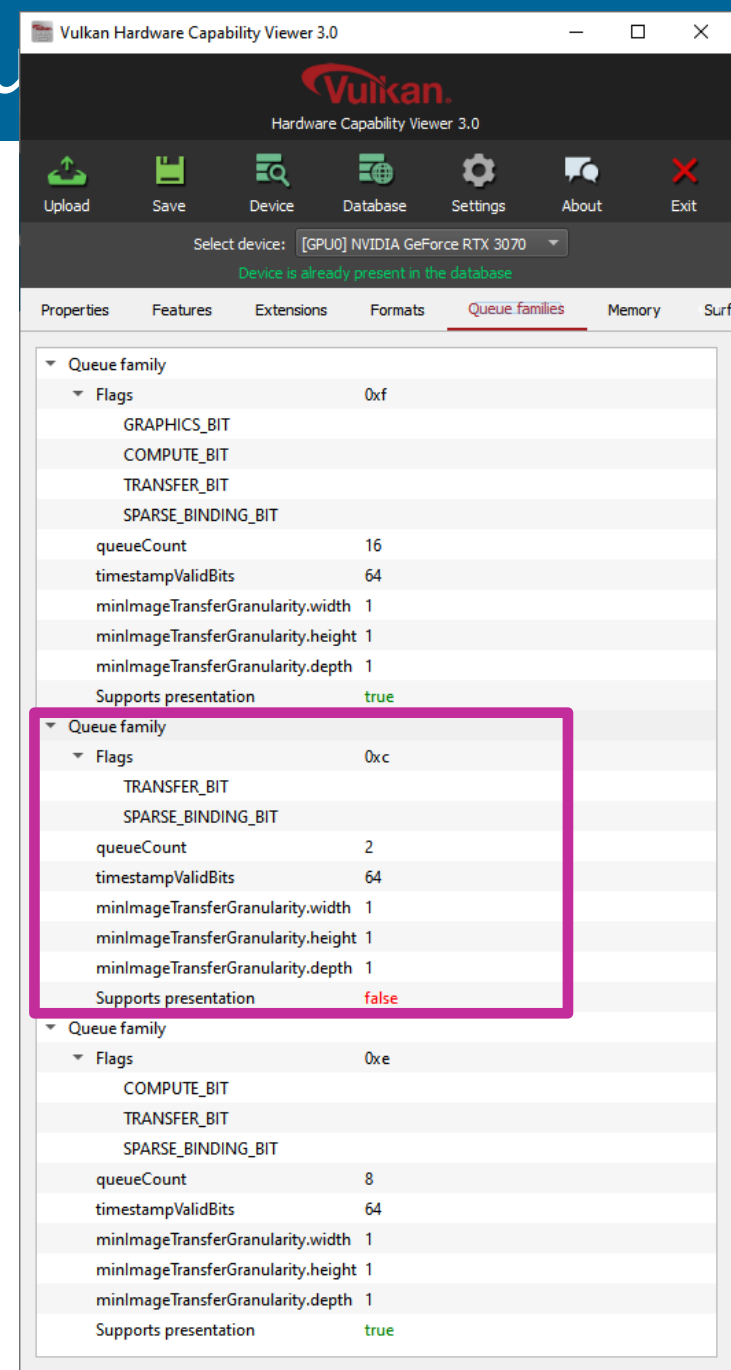 Vulkan Hardware Capability Viewer 3.0
Vulkan.
Hardware Capability Viewer 3.0
Upload Save Device Database Settings About Exit
Select device: [GPU0] NVIDIA GeForce RTX 3070
Device is already present in the database
Properties Features Extensions Formats Queue families Memory Surf
Queue family
Flags 0xf
GRAPHICS_BIT
COMPUTE_BIT
TRANSFER_BIT
SPARSE_BINDING_BIT
queueCount 16
timestampValidBits 64
minImageTransferGranularity.width 1
minImageTransferGranularity.height 1
minImageTransferGranularity.depth 1
Supports presentation true
Queue family
Flags 0xc
TRANSFER_BIT
SPARSE_BINDING_BIT
queueCount 2
timestampValidBits 64
minImageTransferGranularity.width 1
minImageTransferGranularity.height 1
minImageTransferGranularity.depth 1
Supports presentation false
Queue family
Flags 0xe
COMPUTE_BIT
TRANSFER_BIT
SPARSE_BINDING_BIT
queueCount 8
timestampValidBits 64
minImageTransferGranularity.width 1
minImageTransferGranularity.height 1
minImageTransferGranularity.depth 1
Supports presentation true